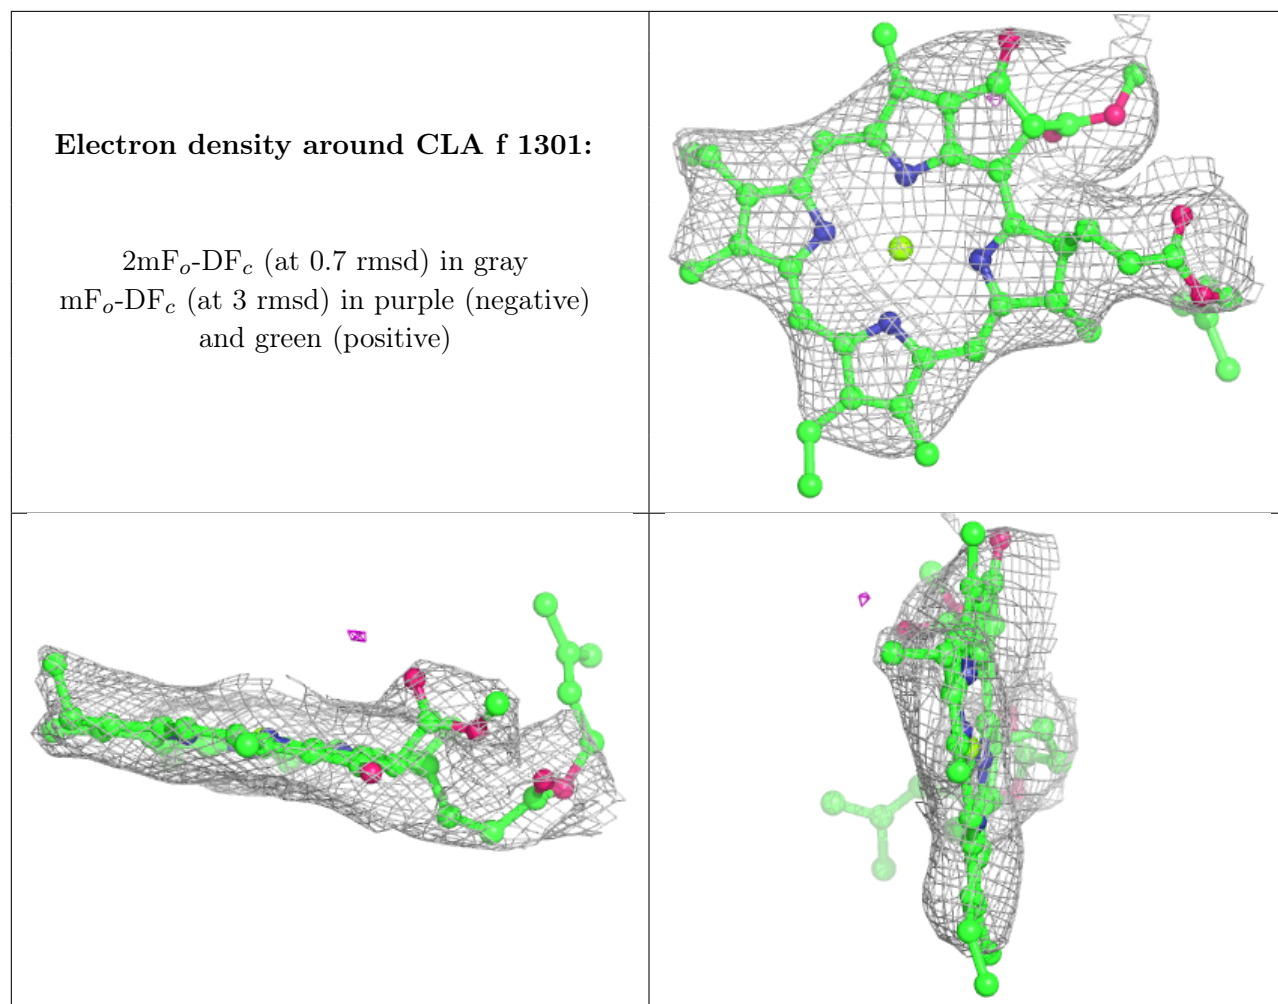 Electron density around CLA f 1301:
2mFo-DFc (at 0.7 rmsd) in gray
mFo-DFc (at 3 rmsd) in purple (negative)
and green (positive)